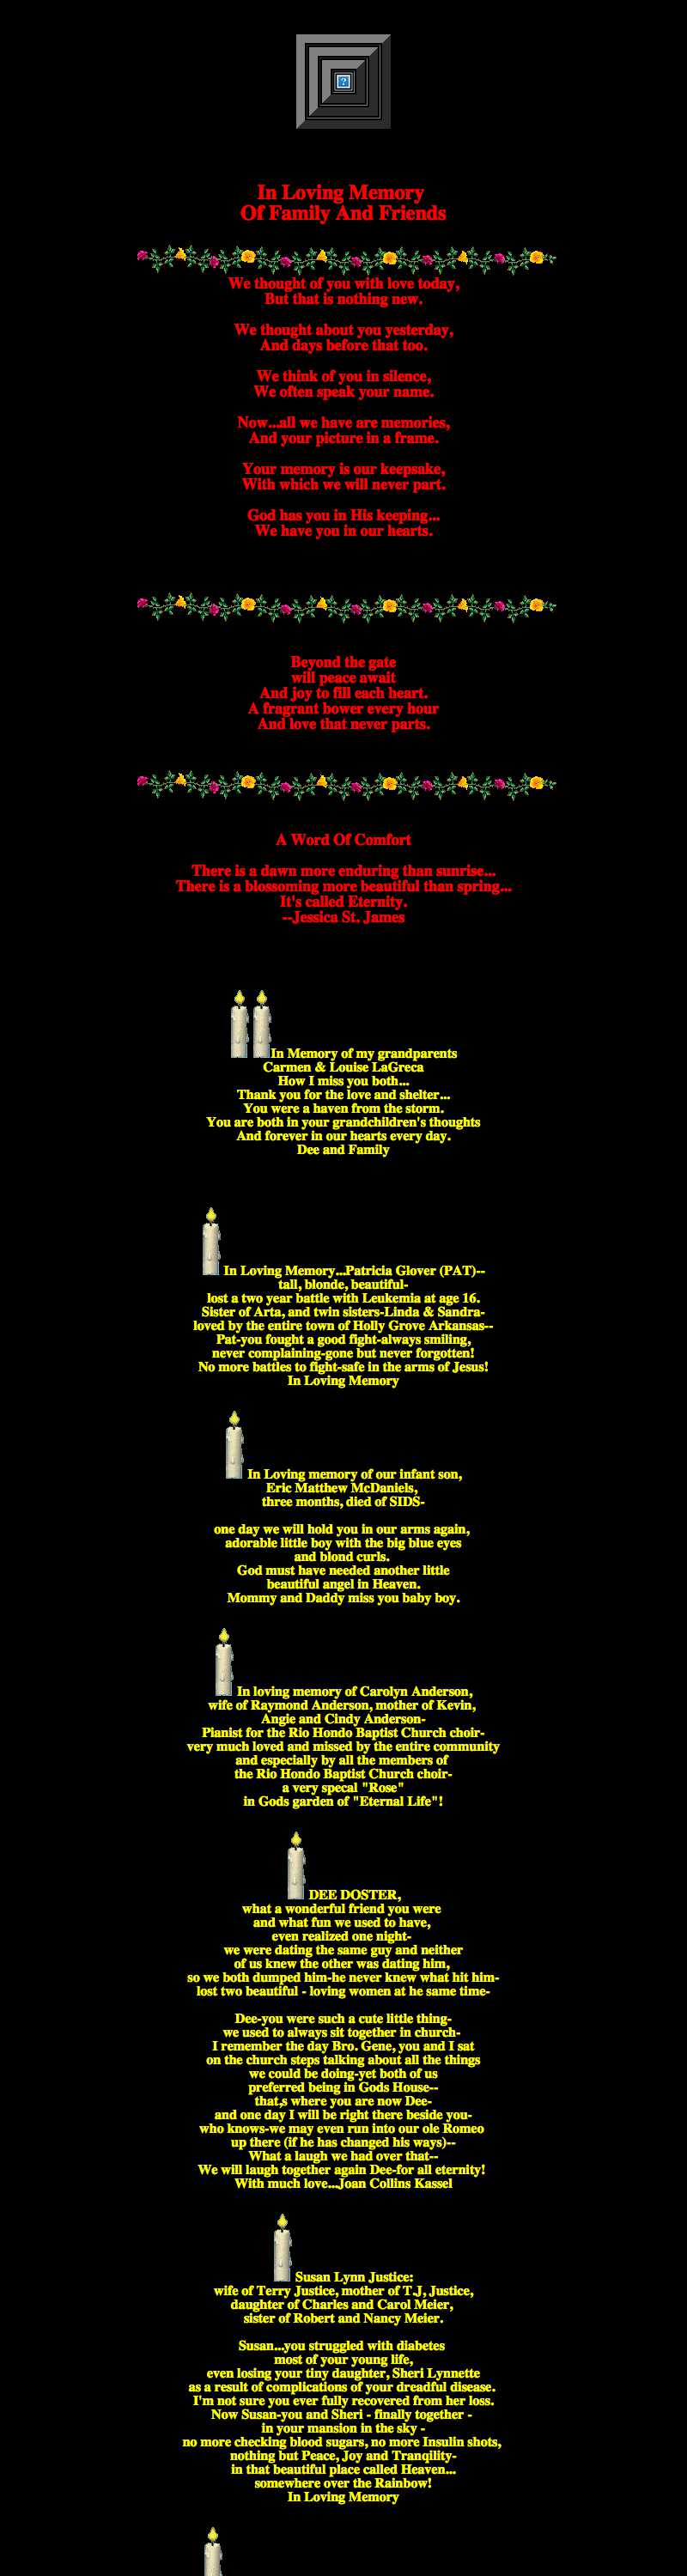 In Loving Memory
Of Family And Friends
We thought of you with love today,
But that is nothing new.
We thought about you yesterday,
And days before that too.
We think of you in silence,
We often speak your name.
Now...all we have are memories,
And your picture in a frame.
Your memory is our keepsake,
With which we will never part.
God has you in His keeping...
We have you in our hearts.
Beyond the gate
will peace await
And joy to fill each heart.
A fragrant bower every hour
And love that never parts.
A Word Of Comfort
There is a dawn more enduring than sunrise...
There is a blossoming more beautiful than spring...
It's called Eternity.
--Jessica St. James
In Memory of my grandparents
Carmen & Louise LaGreca
How I miss you both...
Thank you for the love and shelter...
You were a haven from the storm.
You are both in your grandchildren's thoughts
And forever in our hearts every day.
Dee and Family
In Loving Memory...Patricia Glover (PAT)--
tall, blonde, beautiful-
lost a two year battle with Leukemia at age 16.
Sister of Arta, and twin sisters-Linda & Sandra-
loved by the entire town of Holly Grove Arkansas--
Pat-you fought a good fight-always smiling,
never complaining-gone but never forgotten!
No more battles to fight-safe in the arms of Jesus!
In Loving Memory
In Loving memory of our infant son,
Eric Matthew McDaniels,
three months, died of SIDS-
one day we will hold you in our arms again,
adorable little boy with the big blue eyes
and blond curls.
God must have needed another little
beautiful angel in Heaven.
Mommy and Daddy miss you baby boy.
In loving memory of Carolyn Anderson,
wife of Raymond Anderson, mother of Kevin,
Angie and Cindy Anderson-
Pianist for the Rio Hondo Baptist Church choir-
very much loved and missed by the entire community
and especially by all the members of
the Rio Hondo Baptist Church choir-
a very specal "Rose"
in Gods garden of "Eternal Life"!
DEE DOSTER,
what a wonderful friend you were
and what fun we used to have,
even realized one night-
we were dating the same guy and neither
of us knew the other was dating him,
so we both dumped him-he never knew what hit him-
lost two beautiful - loving women at he same time-
Dee-you were such a cute little thing-
we used to always sit together in church-
I remember the day Bro. Gene, you and I sat
on the church steps talking about all the things
we could be doing-yet both of us
preferred being in Gods House--
that,s where you are now Dee-
and one day I will be right there beside you-
who knows-we may even run into our ole Romeo
up there (if he has changed his ways)--
What a laugh we had over that--
We will laugh together again Dee-for all eternity!
With much love...Joan Collins Kassel
Susan Lynn Justice:
wife of Terry Justice, mother of T.J, Justice,
daughter of Charles and Carol Meier,
sister of Robert and Nancy Meier.
Susan...you struggled with diabetes
most of your young life,
even losing your tiny daughter, Sheri Lynnette
as a result of complications of your dreadful disease.
I'm not sure you ever fully recovered from her loss.
Now Susan-you and Sheri - finally together -
in your mansion in the sky -
no more checking blood sugars, no more Insulin shots,
nothing but Peace, Joy and Tranqility-
in that beautiful place called Heaven...
somewhere over the Rainbow!
In Loving Memory